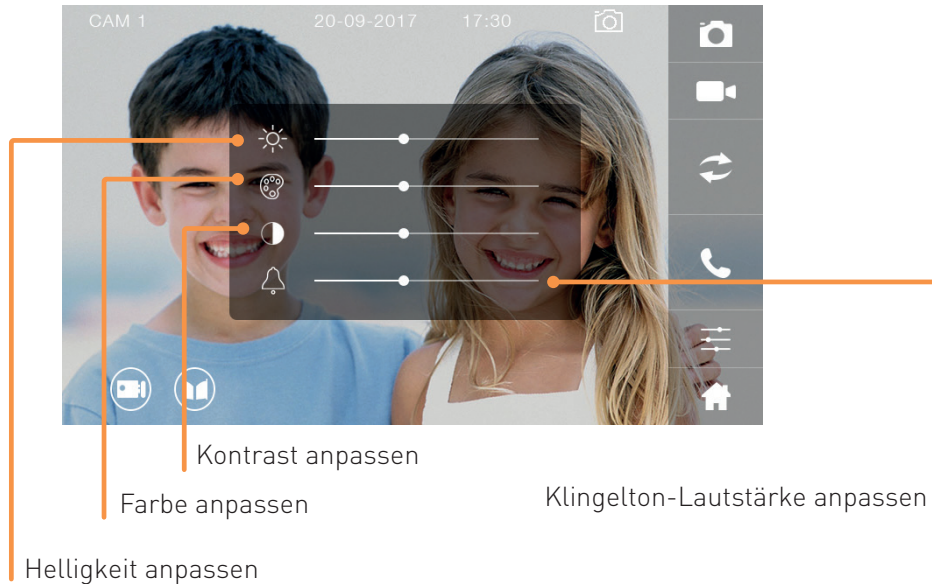 CAM 1 20-09-2017 17:30
Kontrast anpassen
Farbe anpassen
Klingelton-Lautstärke anpassen
Helligkeit anpassen